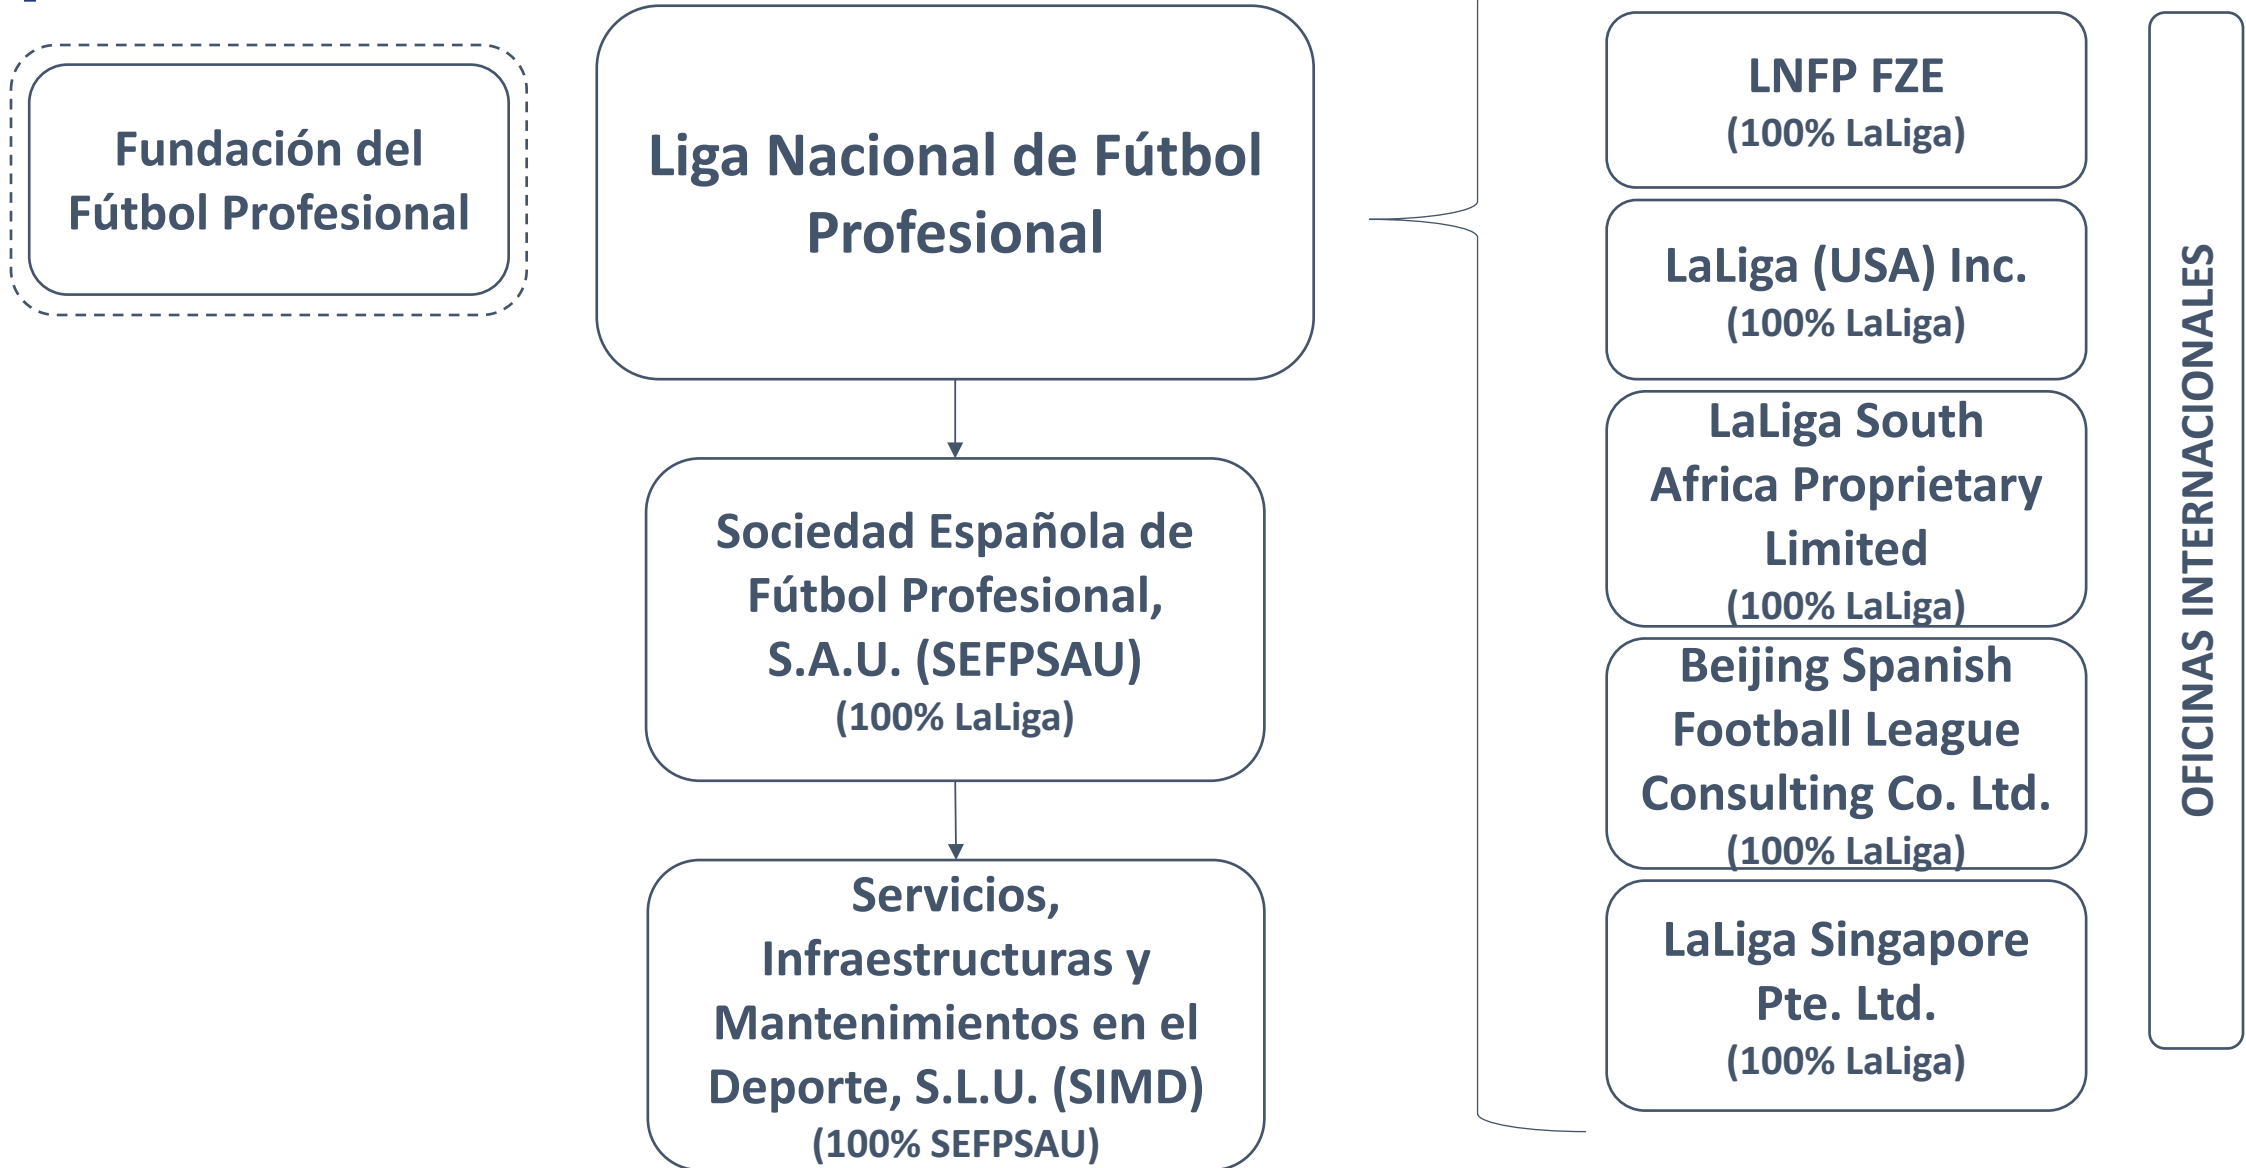 Fundación del
Fútbol Profesional
Liga Nacional de Fútbol
Profesional
Sociedad Española de
Fútbol Profesional,
S.A.U. (SEFPSAU)
(100% LaLiga)
Servicios,
Infraestructuras y
Mantenimientos en el
Deporte, S.L.U. (SIMD)
(100% SEFPSAU)
LNFP FZE
(100% LaLiga)
LaLiga (USA) Inc.
(100% LaLiga)
LaLiga South
Africa Proprietary
Limited
(100% LaLiga)
Beijing Spanish
Football League
Consulting Co. Ltd.
(100% LaLiga)
LaLiga Singapore
Pte. Ltd.
(100% LaLiga)
OFICINAS INTERNACIONALES